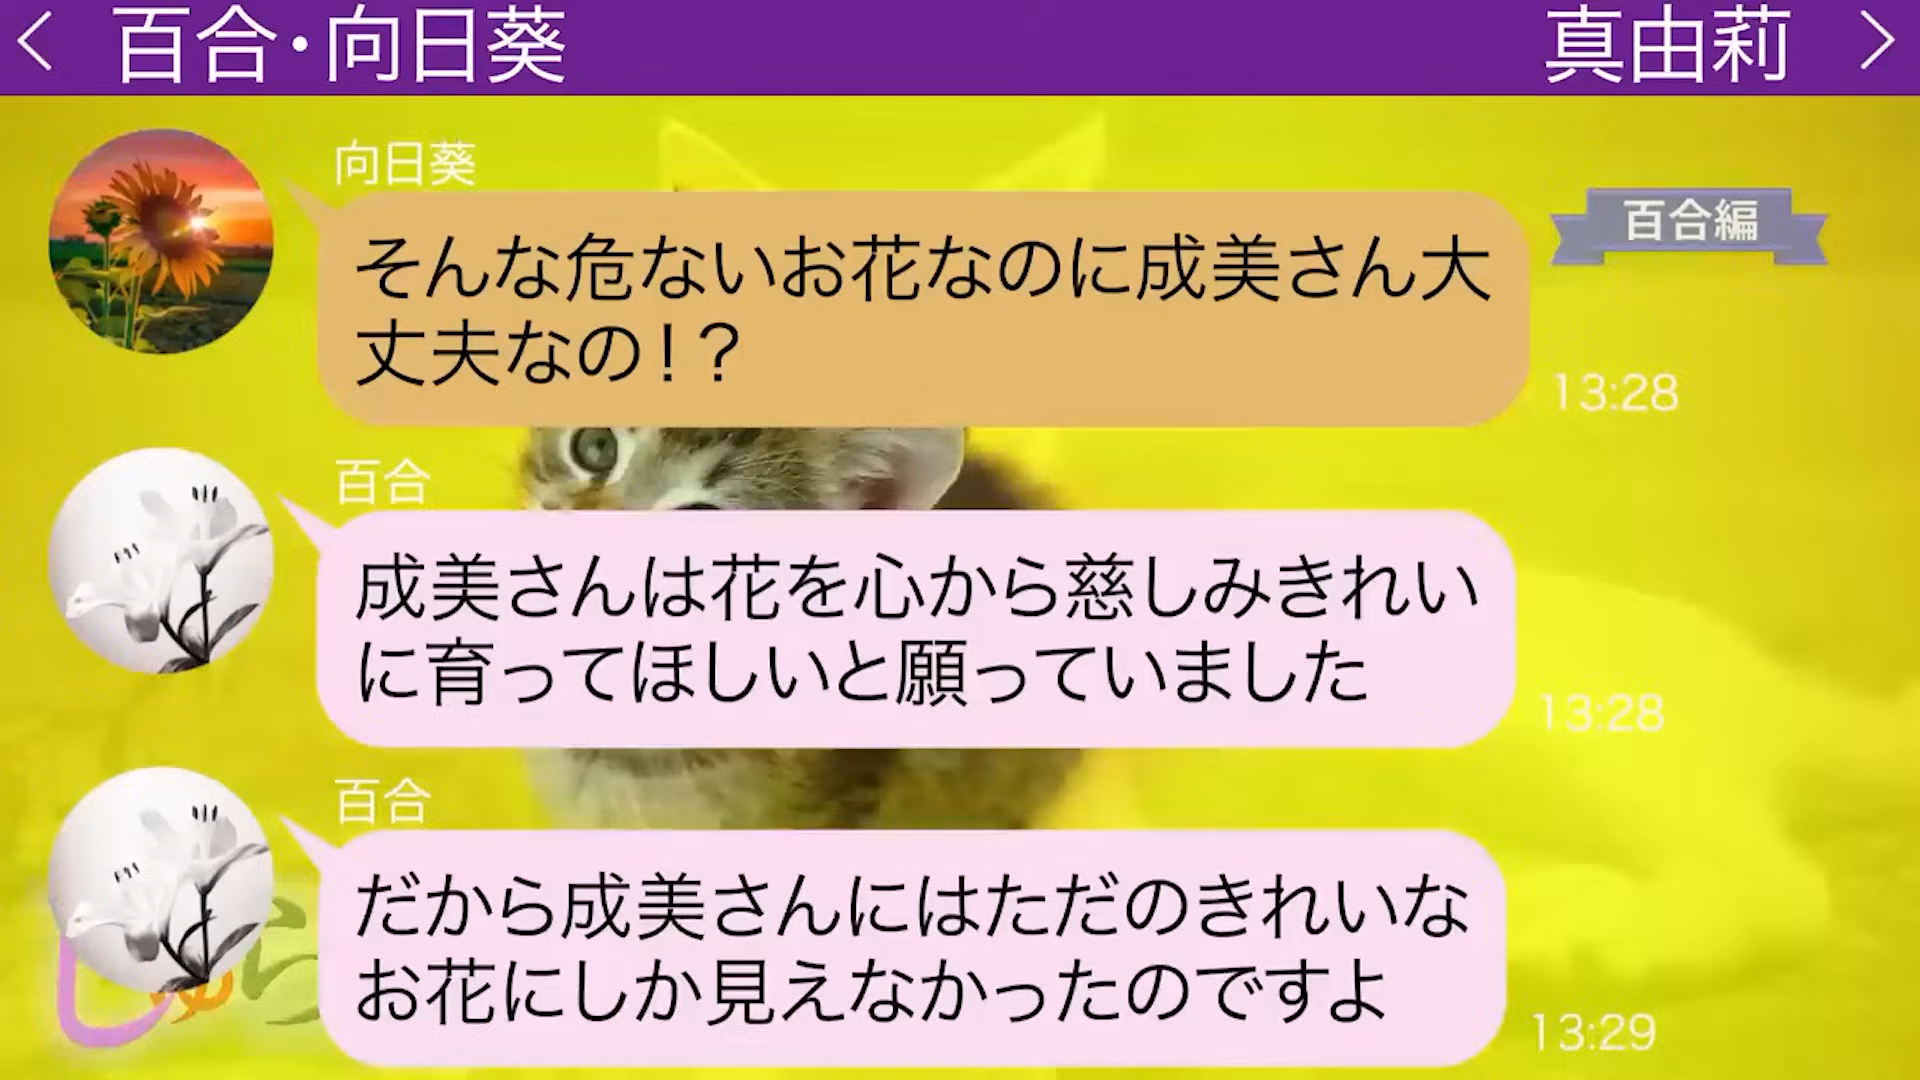 百合・向日葵
真由莉
向日葵
百合編
そんな危ないお花なのに成美さん大
丈夫なの!?
13:28
百合
成美さんは花を心から慈しみきれい
に育ってほしいと願っていました
13:28
百合
だから成美さんにはただのきれいな
お花にしか見えなかったのですよ
13:29